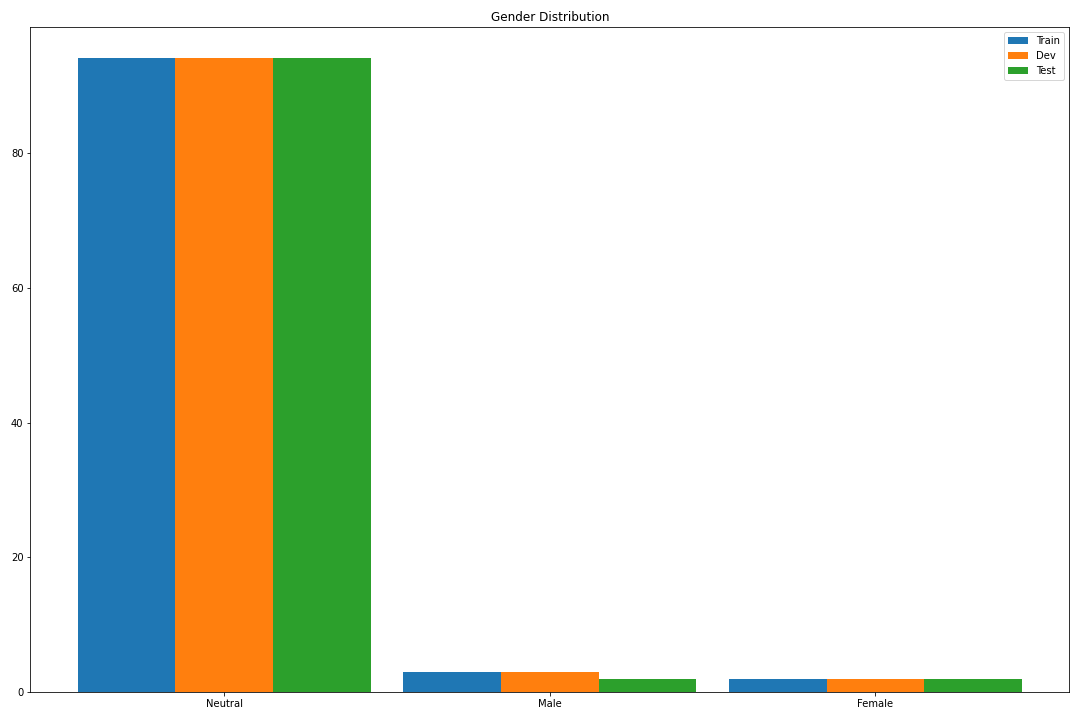 Gender Distribution
Train
Dev
Test
80
60
40
20
0
Neutral Male Female